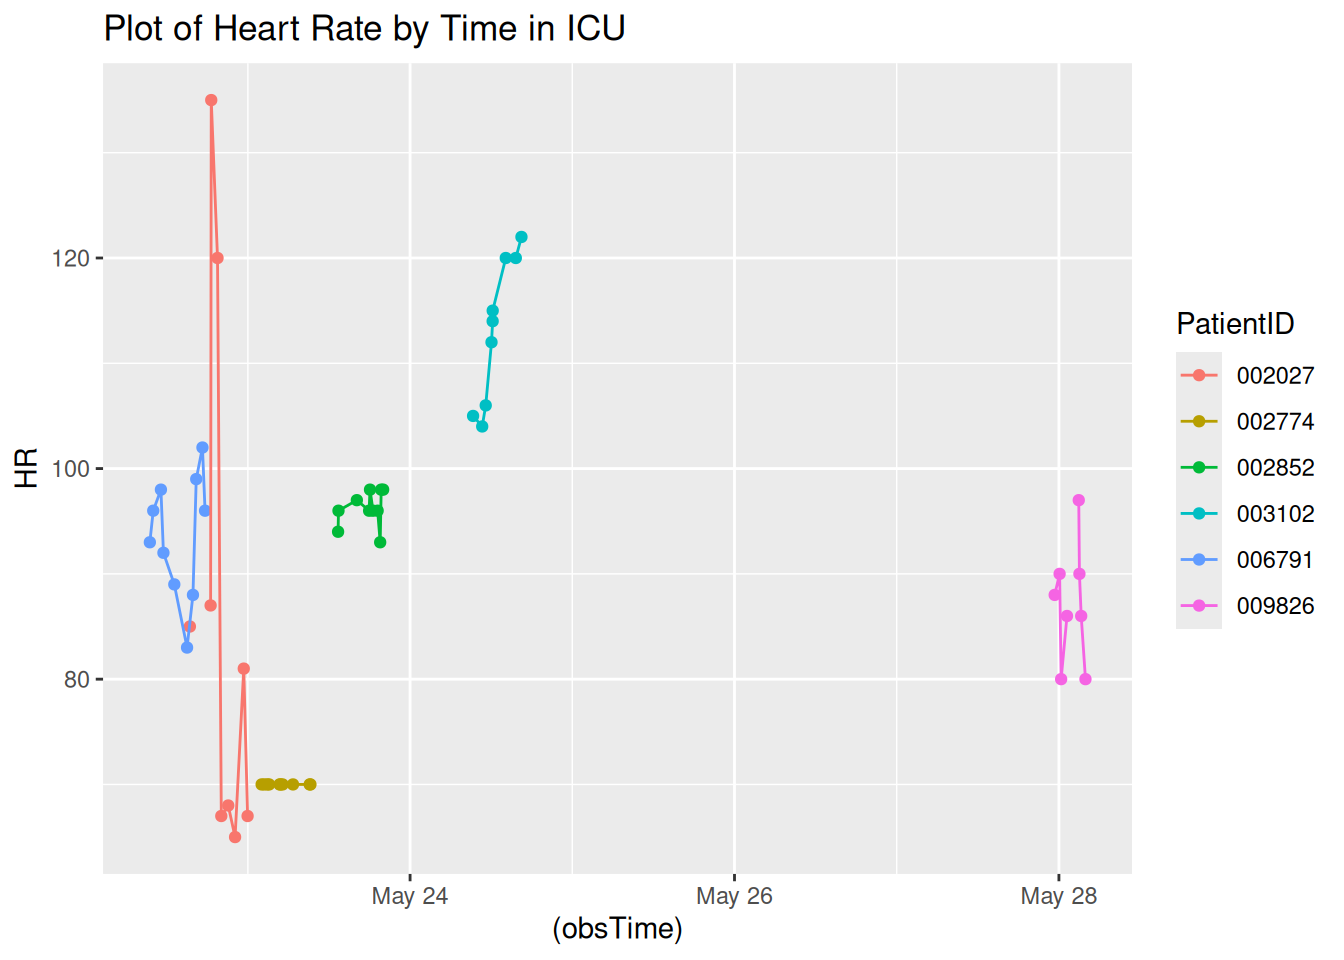 Plot of Heart Rate by Time in ICU
120
100
80
HR
May 24
May 26
May 28
(obsTime)
PatientID
002027
002774
002852
003102
006791
009826